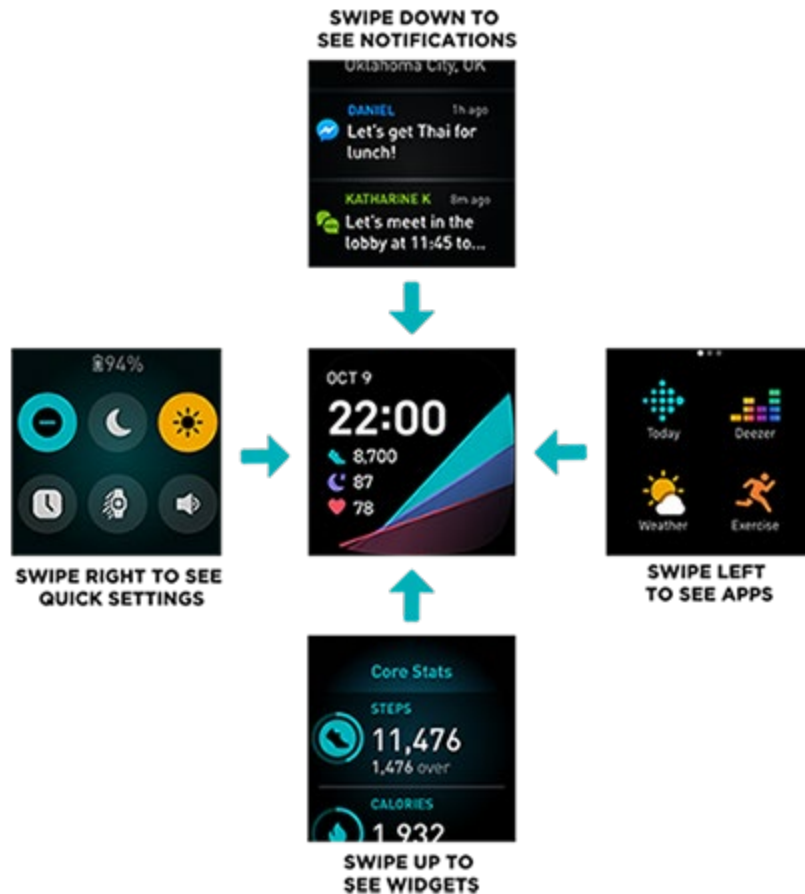 SWIPE DOWN TO
SEE NOTIFICATIONS
Oklahoma City, OK
DANIEL 1h ago
Let's get Thai for
lunch!
KATHARINE K 8m ago
Let's meet in the
lobby at 11:45 to...
94%
SWIPE RIGHT TO SEE
QUICK SETTINGS
OCT 9
22:00
8,700
87
78
Today Deezer
Weather Exercise
SWIPE LEFT
TO SEE APPS
Core Stats
STEPS
11,476
1,476 over
CALORIES
1,932
SWIPE UP TO
SEE WIDGETS